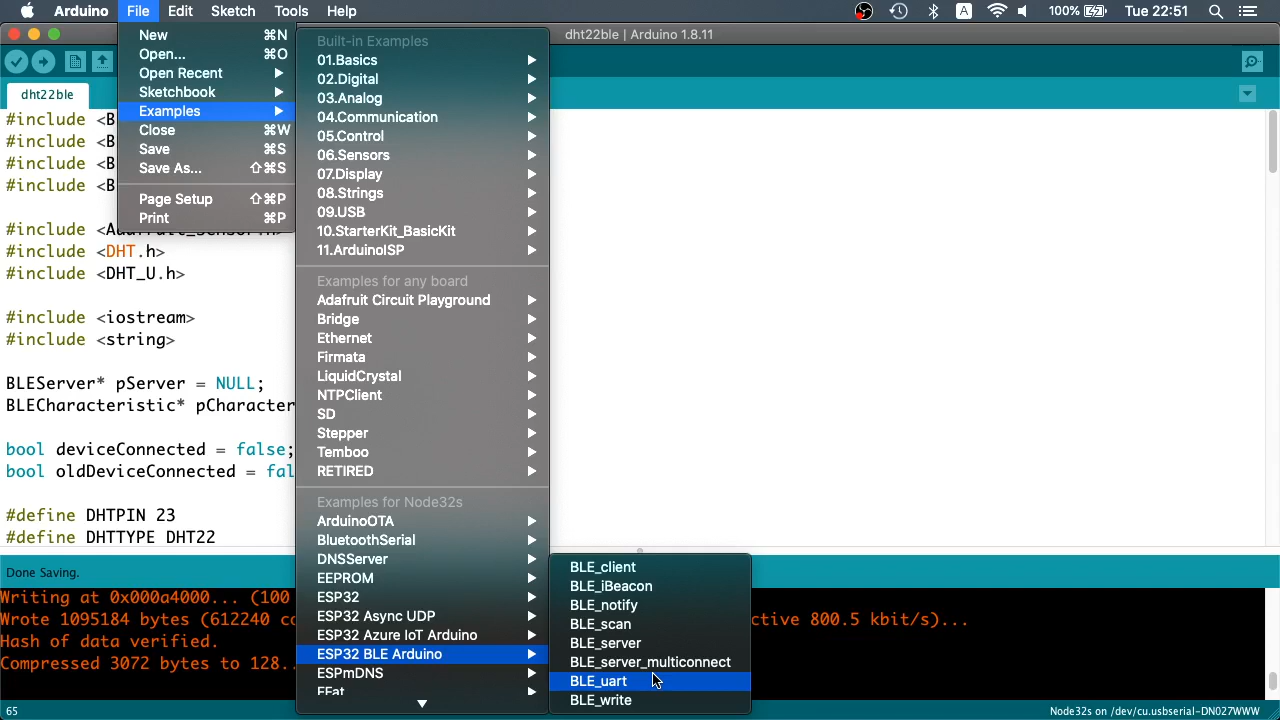 Arduino File Edit Sketch Tools Help A 100% Tue 22:51
dht22ble | Arduino 1.8.11
New ⌘N
Open... ⌘O
Open Recent
Sketchbook
Examples
Close ⌘W
Save ⌘S
Save As... ⇧⌘S
Page Setup ⇧⌘P
Print ⌘P
Built-in Examples
01.Basics
02.Digital
03.Analog
04.Communication
05.Control
06.Sensors
07.Display
08.Strings
09.USB
10.StarterKit_BasicKit
11.ArduinoISP
Examples for any board
Adafruit Circuit Playground
Bridge
Ethernet
Firmata
LiquidCrystal
NTPClient
SD
Stepper
Temboo
RETIRED
Examples for Node32s
ArduinoOTA
BluetoothSerial
DNSServer
EEPROM
ESP32
ESP32 Async UDP
ESP32 Azure IoT Arduino
ESP32 BLE Arduino
ESPmDNS
FFat
BLE_client
BLE_iBeacon
BLE_notify
BLE_scan
BLE_server
BLE_server_multiconnect
BLE_uart
BLE_write
dht22ble
#include <B
#include <B
#include <B
#include <B
#include <Adafruit_Sensor.h>
#include <DHT.h>
#include <DHT_U.h>
#include <iostream>
#include <string>
BLEServer* pServer = NULL;
BLECharacteristic* pCharacter
bool deviceConnected = false;
bool oldDeviceConnected = fal
#define DHTPIN 23
#define DHTTYPE DHT22
Done Saving.
Writing at 0x000a4000... (100
Wrote 1095184 bytes (612240 co ctive 800.5 kbit/s)...
Hash of data verified.
Compressed 3072 bytes to 128..
65 Node32s on /dev/cu.usbserial-DN027WWW